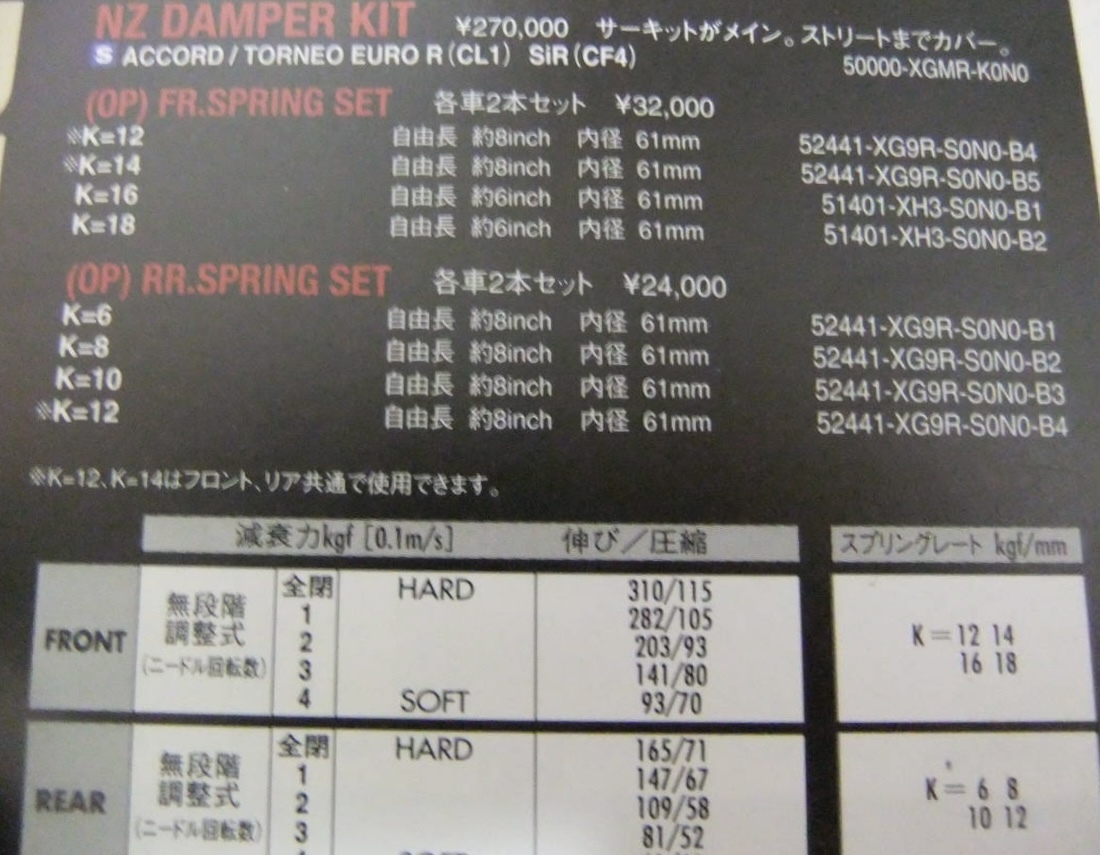 NZ DAMPER KIT ¥270,000 サーキットがメイン。ストリートまでカバー。
S ACCORD / TORNEO EURO R (CL1) SiR (CF4) 50000-XGMR-K0N0
(OP) FR.SPRING SET 各車2本セット ¥32,000
※K=12 自由長 約8inch 内径 61mm 52441-XG9R-S0N0-B4
※K=14 自由長 約8inch 内径 61mm 52441-XG9R-S0N0-B5
K=16 自由長 約6inch 内径 61mm 51401-XH3-S0N0-B1
K=18 自由長 約6inch 内径 61mm 51401-XH3-S0N0-B2
(OP) RR.SPRING SET 各車2本セット ¥24,000
K=6 自由長 約8inch 内径 61mm 52441-XG9R-S0N0-B1
K=8 自由長 約8inch 内径 61mm 52441-XG9R-S0N0-B2
K=10 自由長 約8inch 内径 61mm 52441-XG9R-S0N0-B3
※K=12 自由長 約8inch 内径 61mm 52441-XG9R-S0N0-B4
※K=12、K=14はフロント、リア共通で使用できます。
減衰力kgf [0.1m/s] 伸び/圧縮 スプリングレート kgf/mm
FRONT 無段階調整式 (ニードル回転数)
全閉 HARD 310/115
1 282/105
2 203/93
3 141/80
4 SOFT 93/70
K=12 14
16 18
REAR 無段階調整式 (ニードル回転数)
全閉 HARD 165/71
1 147/67
2 109/58
3 81/52
K= 6 8
10 12